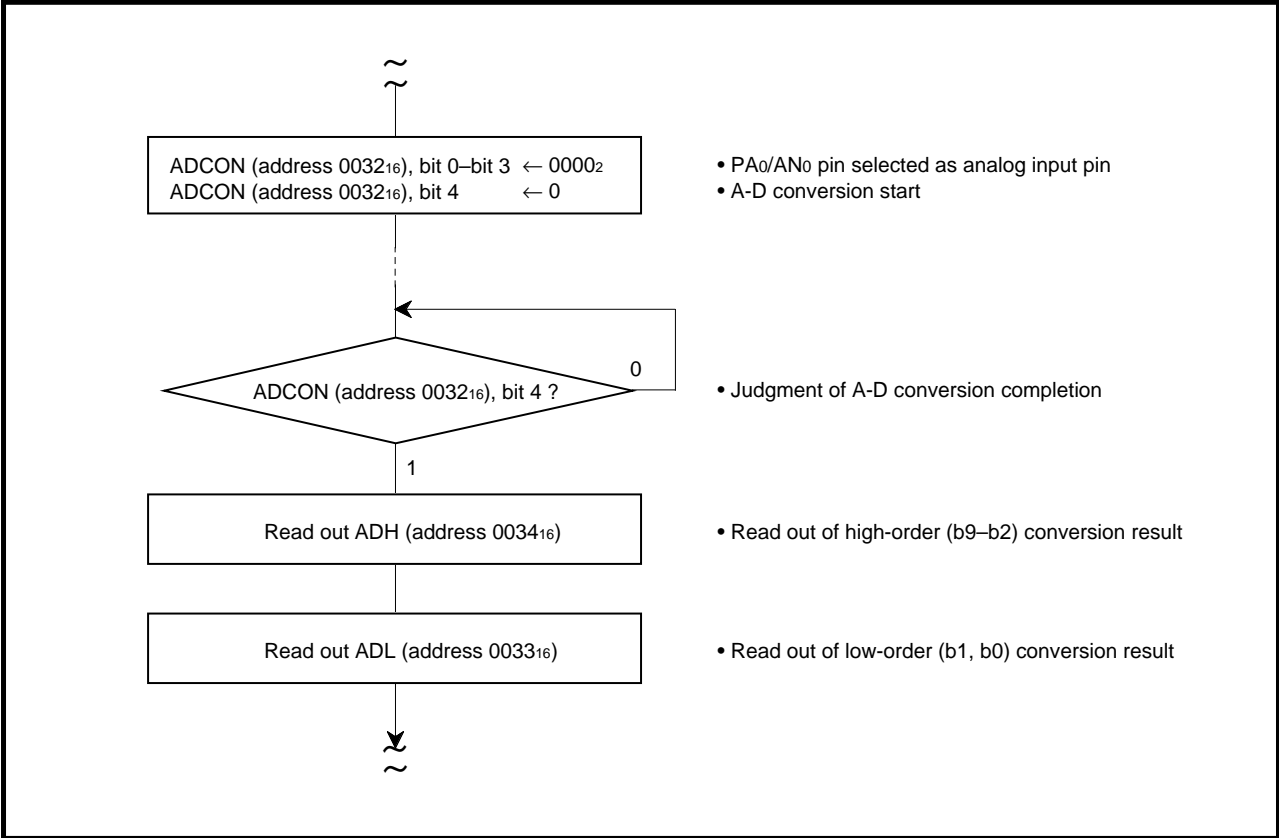 ADCON (address 0032₁₆), bit 0–bit 3 ← 0000₂
ADCON (address 0032₁₆), bit 4 ← 0
• PA₀/AN₀ pin selected as analog input pin
• A-D conversion start
0
ADCON (address 0032₁₆), bit 4 ?
• Judgment of A-D conversion completion
1
Read out ADH (address 0034₁₆)
• Read out of high-order (b9–b2) conversion result
Read out ADL (address 0033₁₆)
• Read out of low-order (b1, b0) conversion result